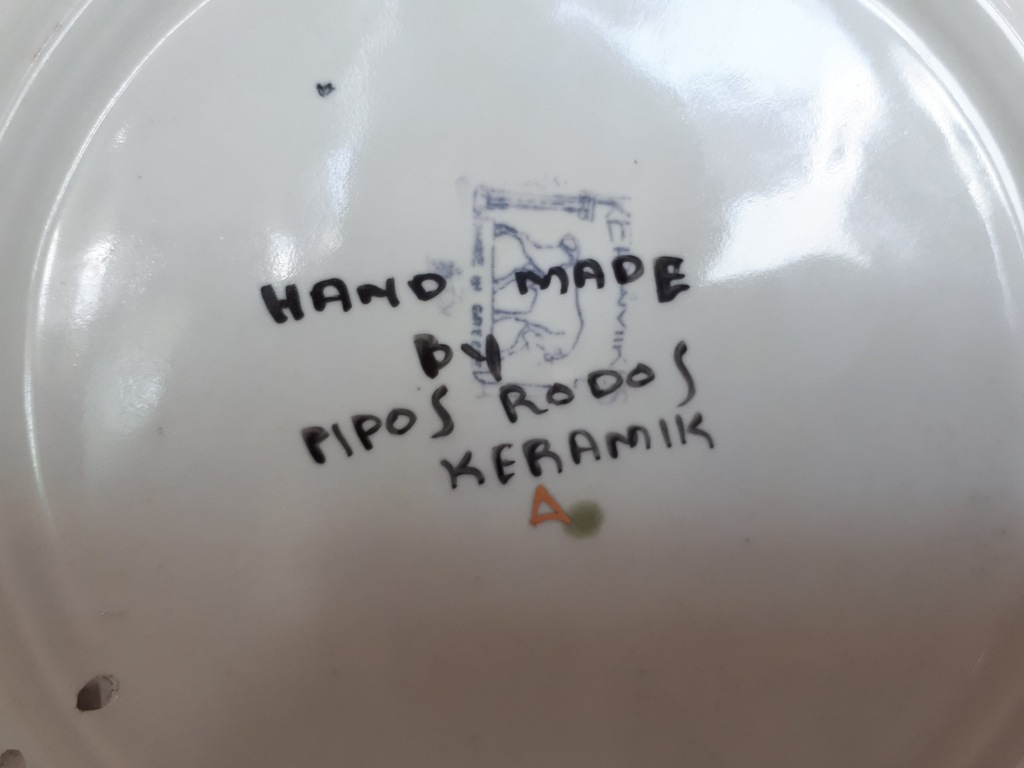 HAND MADE
BY
PIPOS RODOS
KERAMIK
Δ